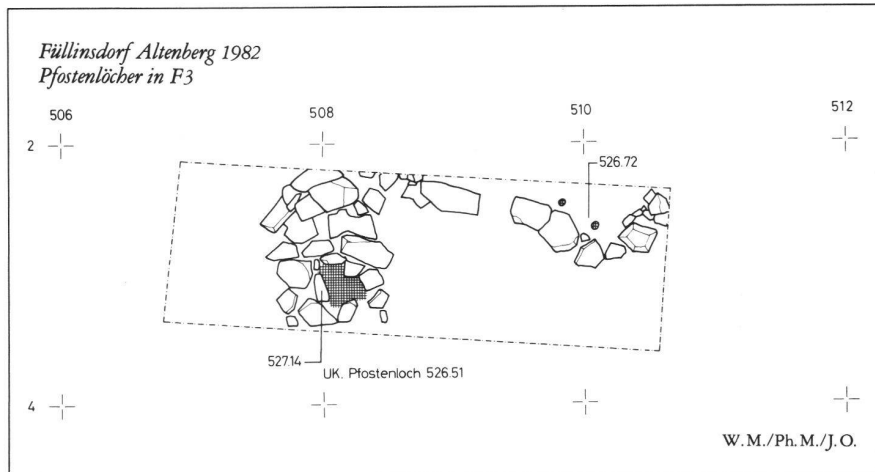 Füllinsdorf Altenberg 1982
Pfostenlöcher in F3
506 508 510 512
2
526.72
527.14
UK. Pfostenloch 526.51
4
W.M./Ph.M./J.O.